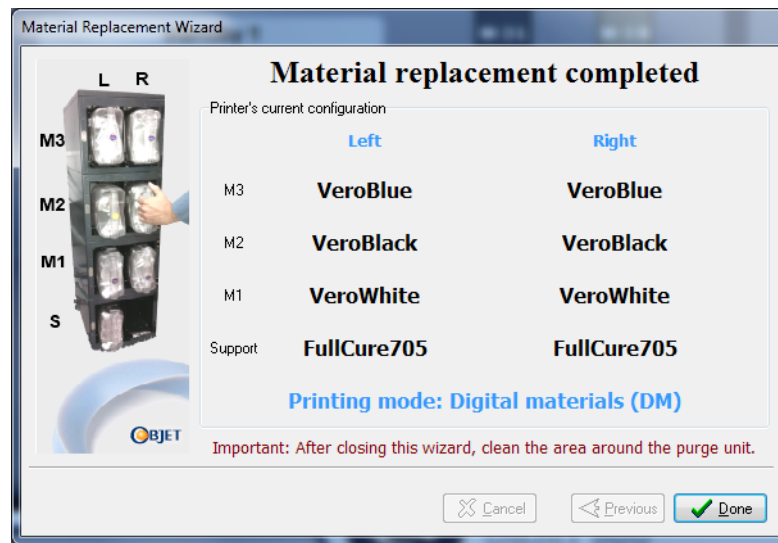 Material Replacement Wizard
L R
Material replacement completed
Printer's current configuration
M3
Left Right
M3 VeroBlue VeroBlue
M2
M2 VeroBlack VeroBlack
M1
M1 VeroWhite VeroWhite
S
Support FullCure705 FullCure705
Printing mode: Digital materials (DM)
OBJET
Important: After closing this wizard, clean the area around the purge unit.
Cancel Previous Done